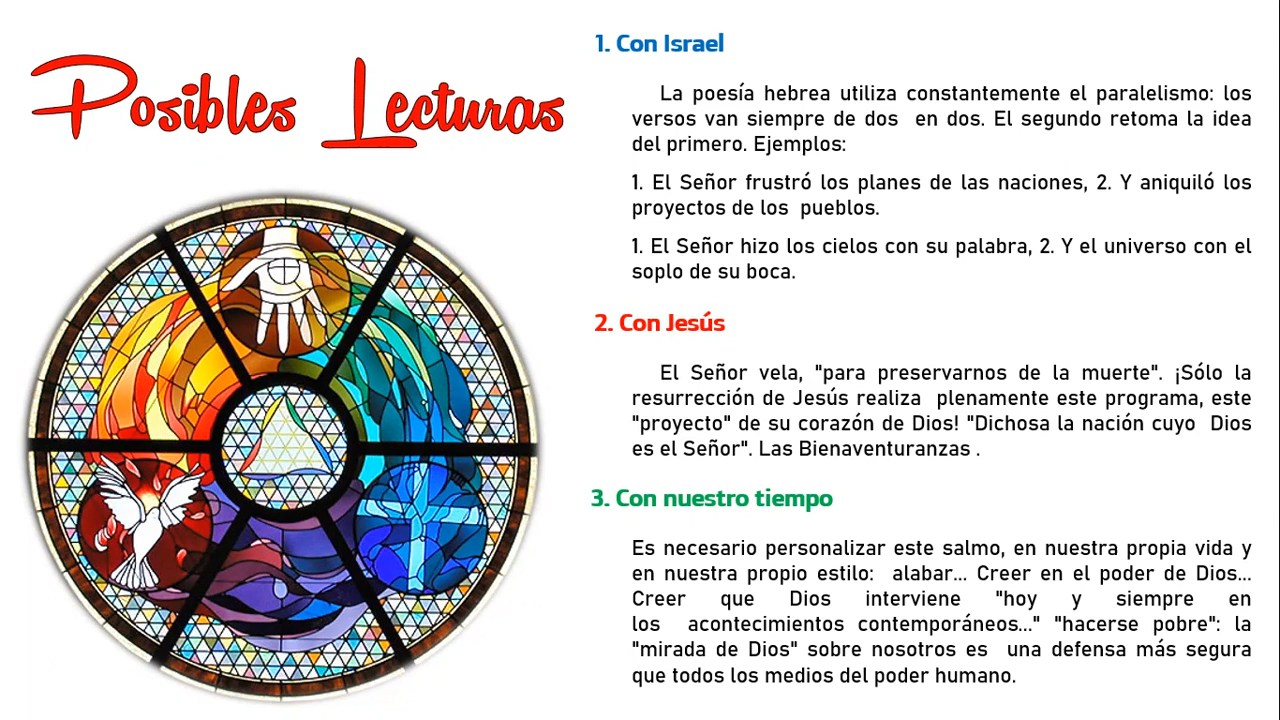 Posibles Lecturas
1. Con Israel
La poesía hebrea utiliza constantemente el paralelismo: los
versos van siempre de dos en dos. El segundo retoma la idea
del primero. Ejemplos:
1. El Señor frustró los planes de las naciones, 2. Y aniquiló los
proyectos de los pueblos.
1. El Señor hizo los cielos con su palabra, 2. Y el universo con el
soplo de su boca.
2. Con Jesús
El Señor vela, "para preservarnos de la muerte". ¡Sólo la
resurrección de Jesús realiza plenamente este programa, este
"proyecto" de su corazón de Dios! "Dichosa la nación cuyo Dios
es el Señor". Las Bienaventuranzas .
3. Con nuestro tiempo
Es necesario personalizar este salmo, en nuestra propia vida y
en nuestra propio estilo: alabar... Creer en el poder de Dios...
Creer que Dios interviene "hoy y siempre en
los acontecimientos contemporáneos..." "hacerse pobre": la
"mirada de Dios" sobre nosotros es una defensa más segura
que todos los medios del poder humano.